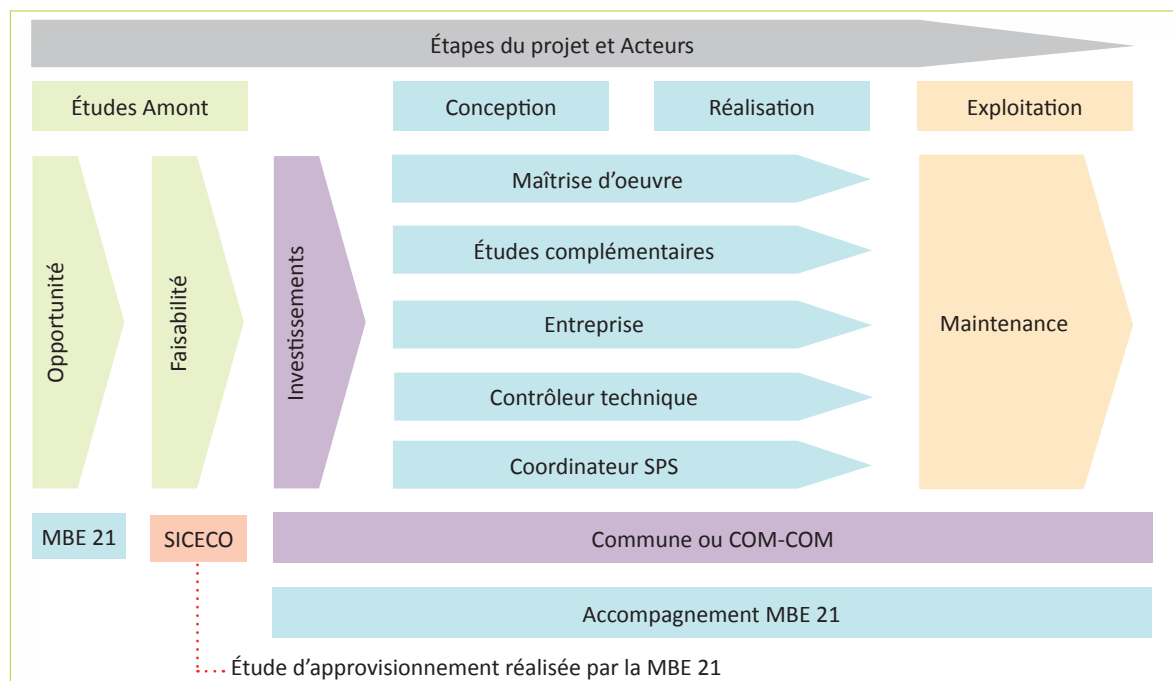 Étapes du projet et Acteurs
Études Amont
Conception
Réalisation
Exploitation
Opportunité
Faisabilité
Investissements
Maîtrise d'oeuvre
Études complémentaires
Entreprise
Contrôleur technique
Coordinateur SPS
Maintenance
MBE 21
SICECO
Commune ou COM-COM
Accompagnement MBE 21
Étude d'approvisionnement réalisée par la MBE 21